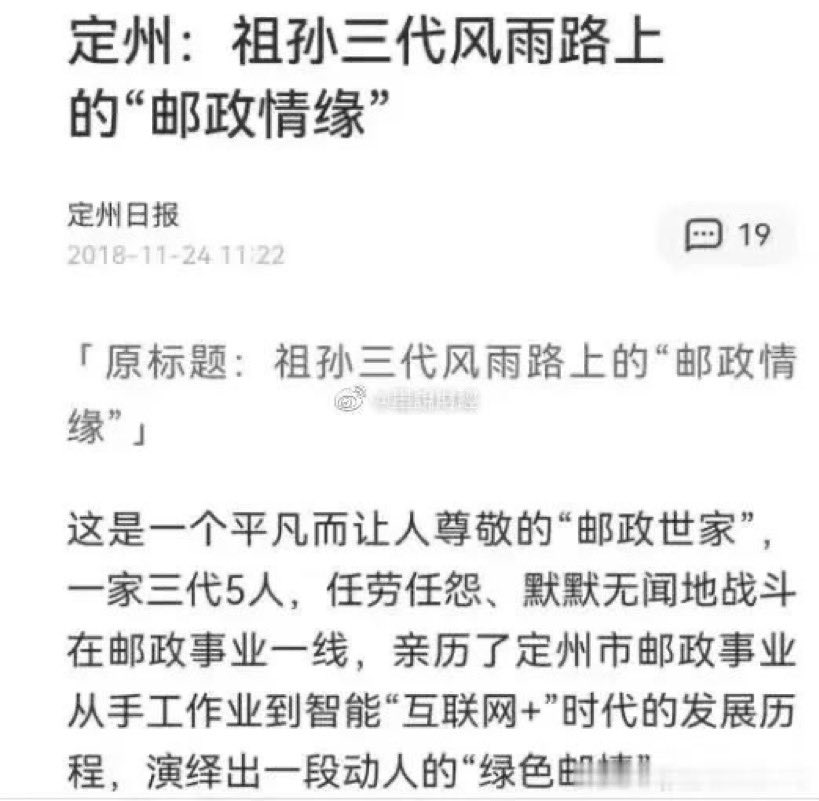 定州：祖孙三代风雨路上
的“邮政情缘”
定州日报
19
2018-11-24 11:22
「原标题：祖孙三代风雨路上的“邮政情
缘”」
这是一个平凡而让人尊敬的“邮政世家”，
一家三代5人，任劳任怨、默默无闻地战斗
在邮政事业一线，亲历了定州市邮政事业
从手工作业到智能“互联网+”时代的发展历
程，演绎出一段动人的“绿色邮情”